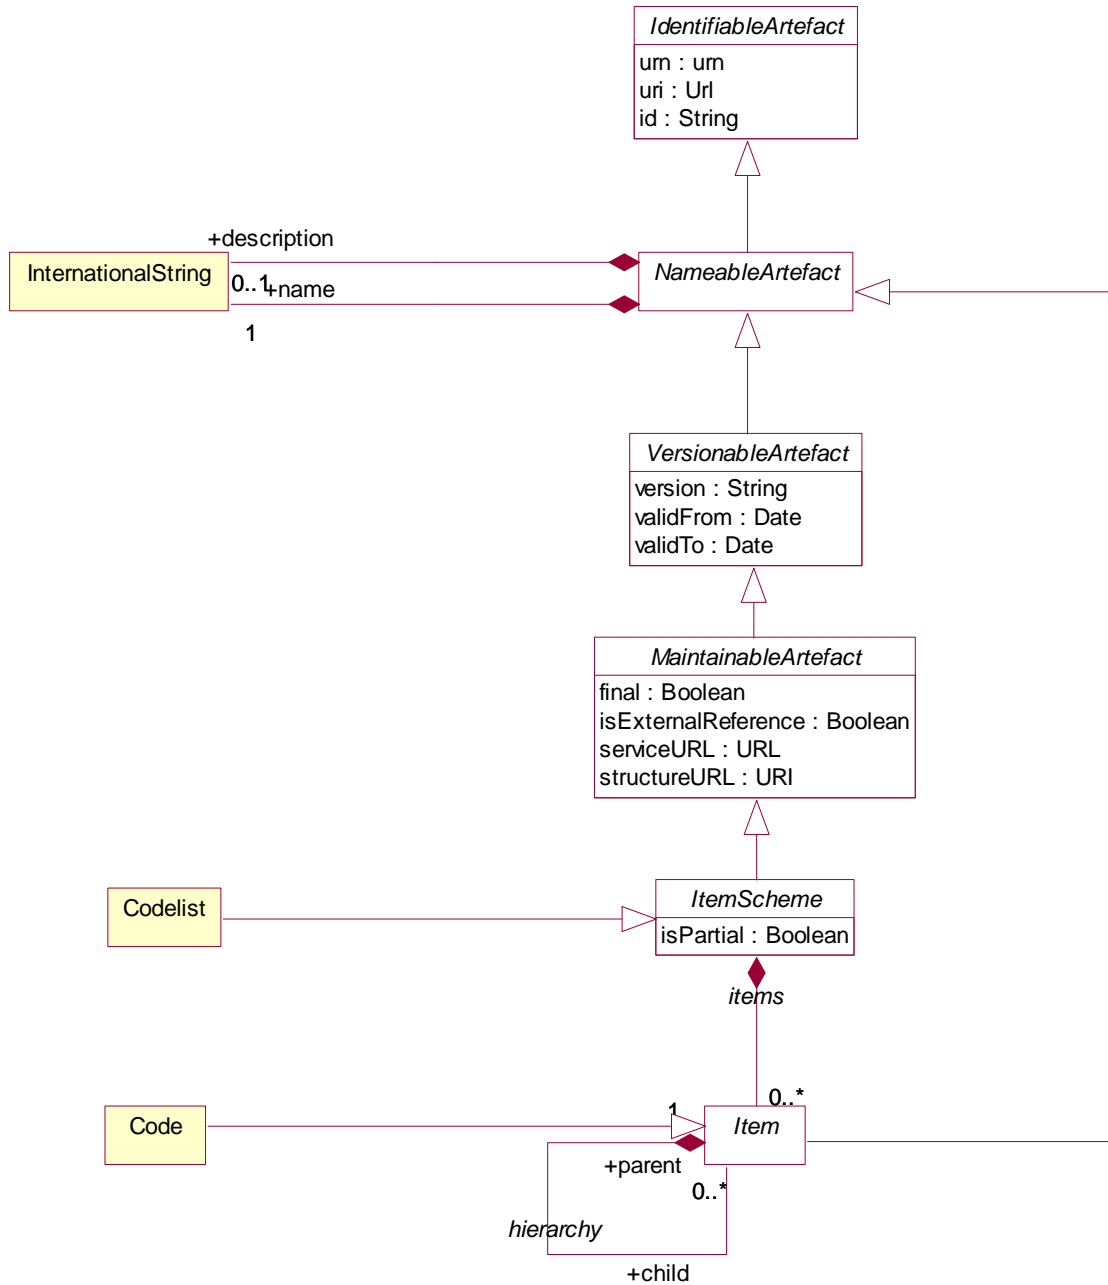 IdentifiableArtefact
urn : urn
uri : Url
id : String
+description
InternationalString
0..1
+name
1
NameableArtefact
VersionableArtefact
version : String
validFrom : Date
validTo : Date
MaintainableArtefact
final : Boolean
isExternalReference : Boolean
serviceURL : URL
structureURL : URI
Codelist
ItemScheme
isPartial : Boolean
items
0..*
1
Code
Item
+parent
0..*
hierarchy
+child